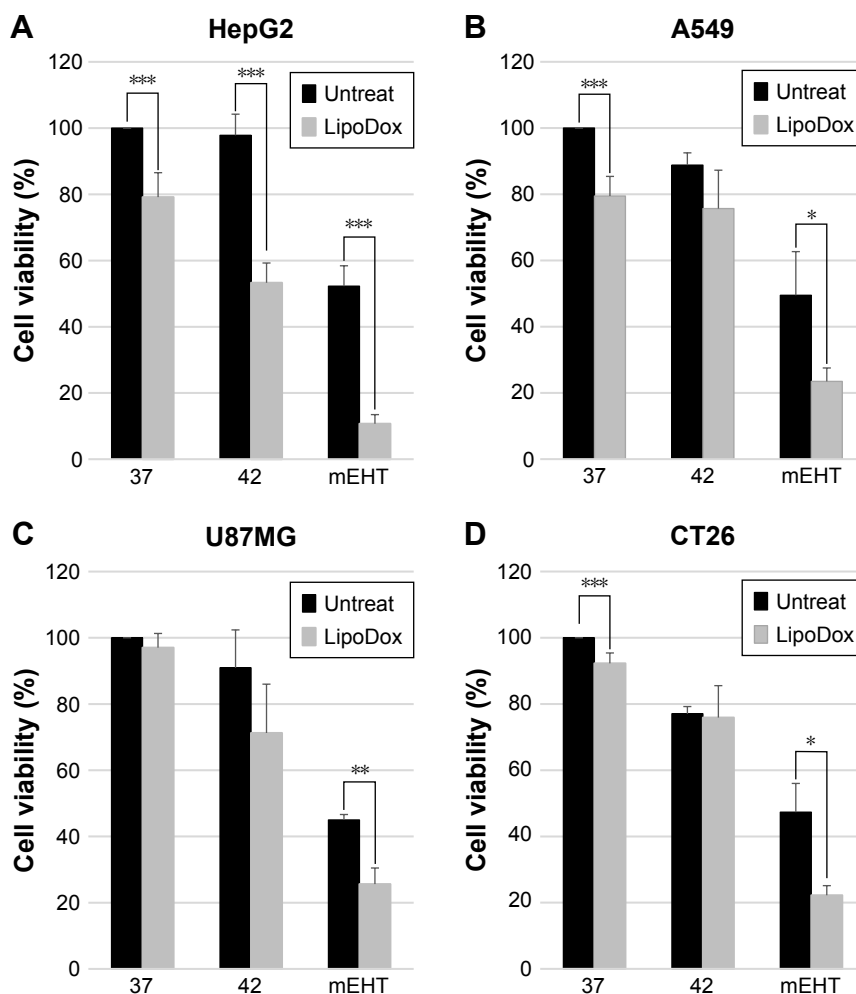 A
HepG2
Cell viability (%)
120
100
80
60
40
20
0
***
***
***
Untreat
LipoDox
37
42
mEHT
B
A549
Cell viability (%)
120
100
80
60
40
20
0
***
*
Untreat
LipoDox
37
42
mEHT
C
U87MG
Cell viability (%)
120
100
80
60
40
20
0
**
Untreat
LipoDox
37
42
mEHT
D
CT26
Cell viability (%)
120
100
80
60
40
20
0
***
*
Untreat
LipoDox
37
42
mEHT